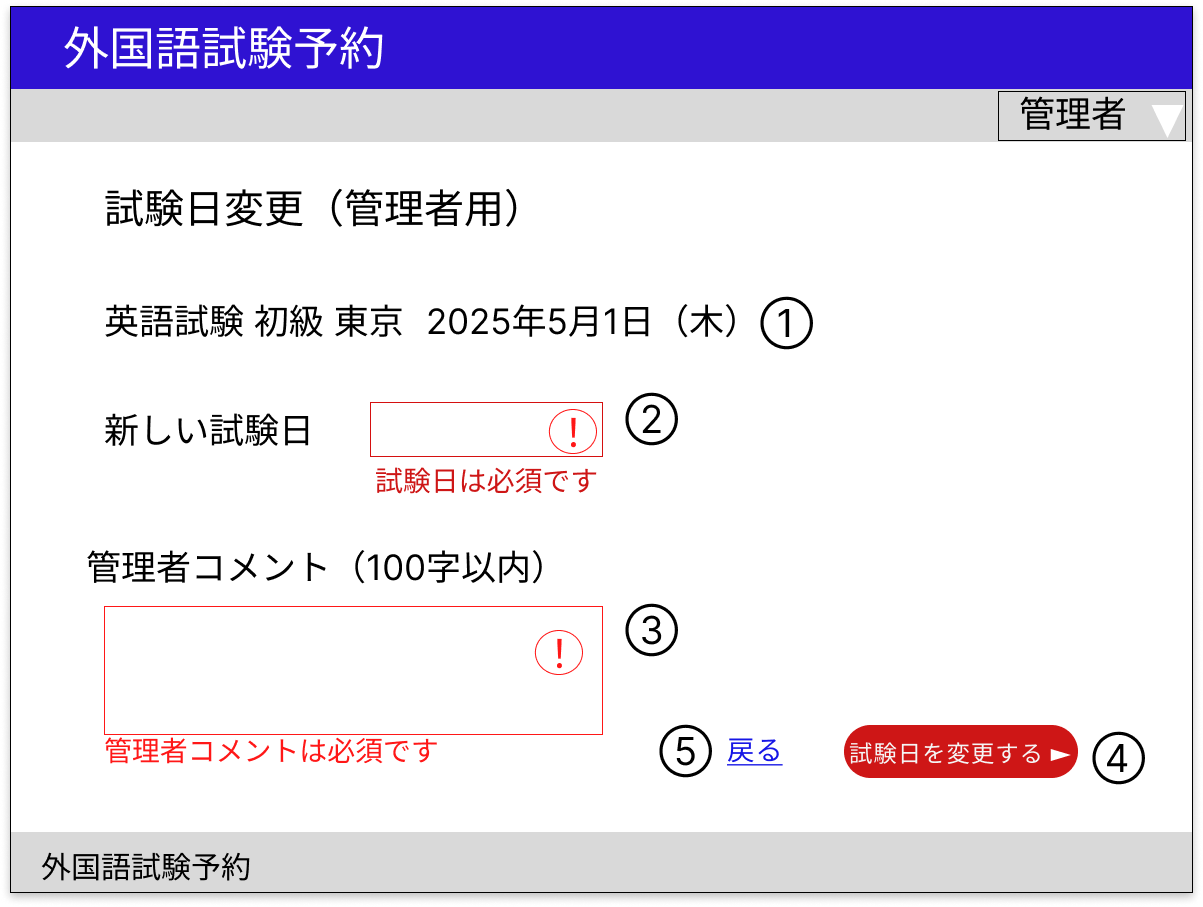 外国語試験予約
管理者 ▼
試験日変更（管理者用）
英語試験 初級 東京 2025年5月1日（木） ①
新しい試験日 ! ②
試験日は必須です
管理者コメント（100字以内）
! ③
管理者コメントは必須です
⑤ 戻る 試験日を変更する ► ④
外国語試験予約